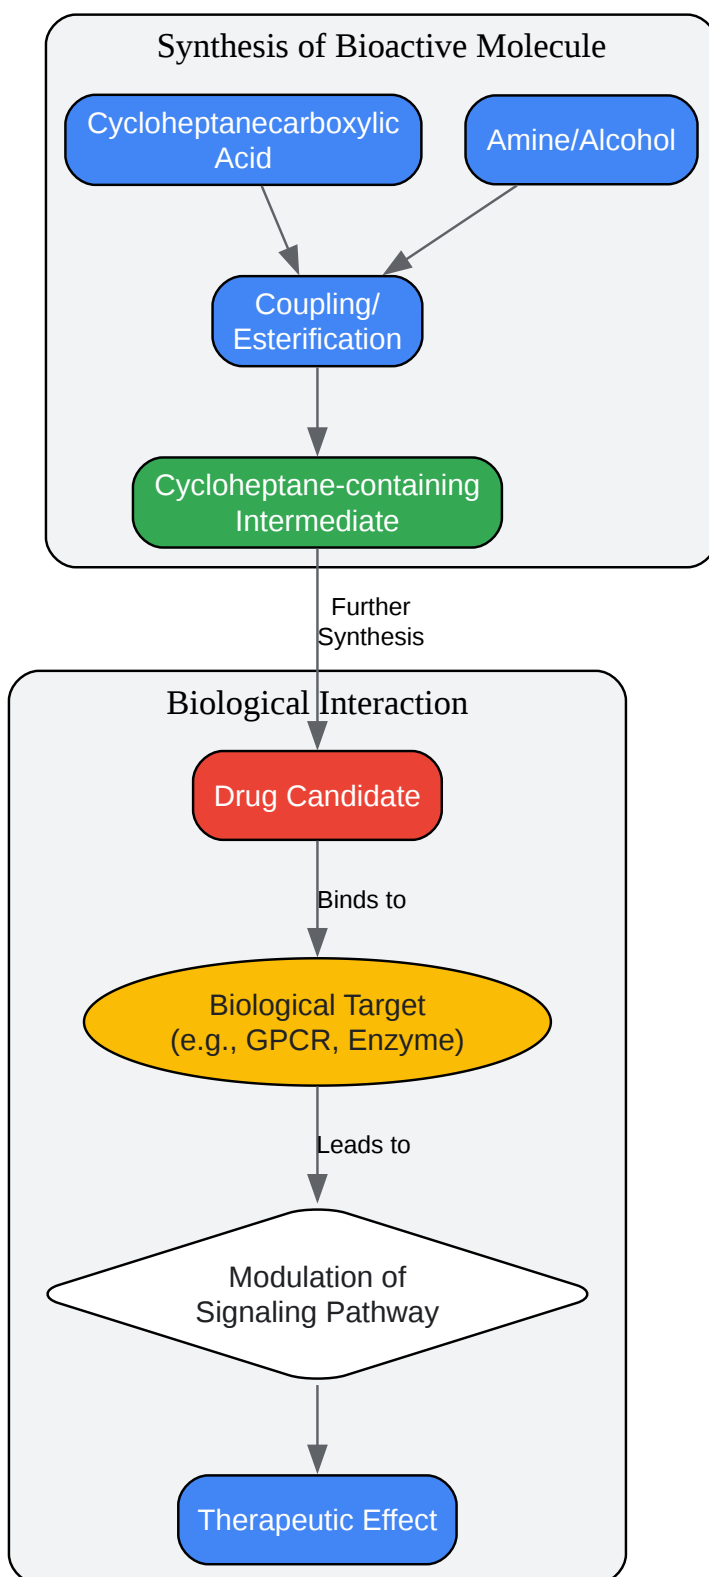 Synthesis of Bioactive Molecule
Cycloheptanecarboxylic
Acid
Amine/Alcohol
Coupling/
Esterification
Cycloheptane-containing
Intermediate
Further
Synthesis
Biological Interaction
Drug Candidate
Binds to
Biological Target
(e.g., GPCR, Enzyme)
Leads to
Modulation of
Signaling Pathway
Therapeutic Effect